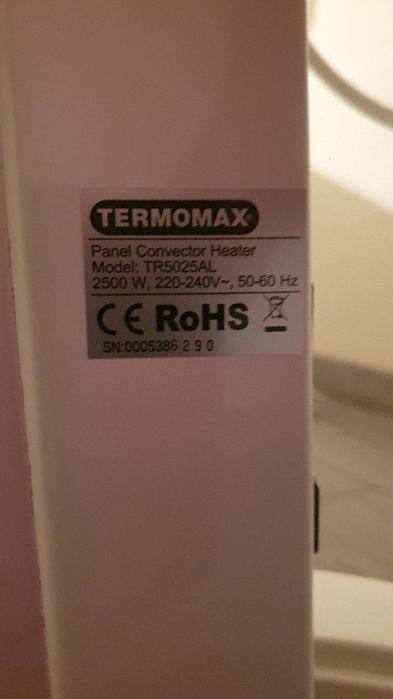 TERMOMAX®
Panel Convector Heater
Model: TR5025AL
2500 W, 220-240V~, 50-60 Hz
CE RoHS
SN:0005386 2 9 0